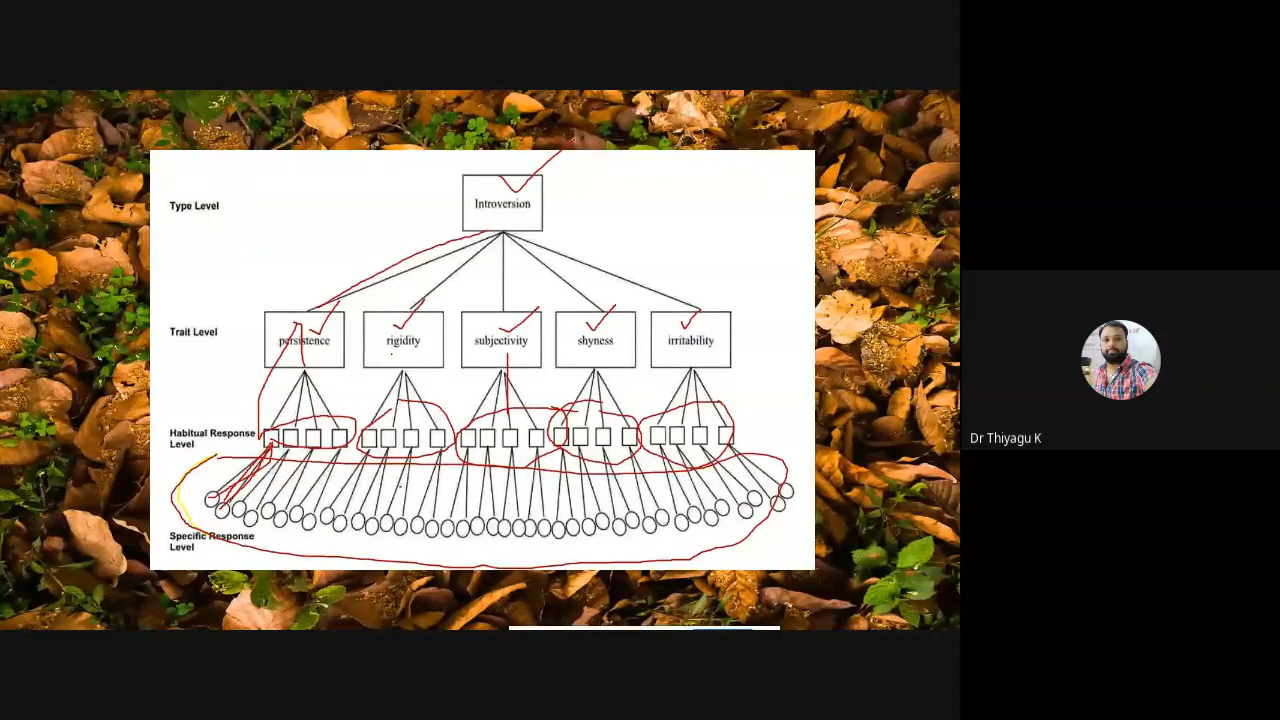 Introversion
Type Level
Trait Level
persistence
rigidity
subjectivity
shyness
irritability
Habitual Response
Level
Specific Response
Level
Dr Thiyagu K